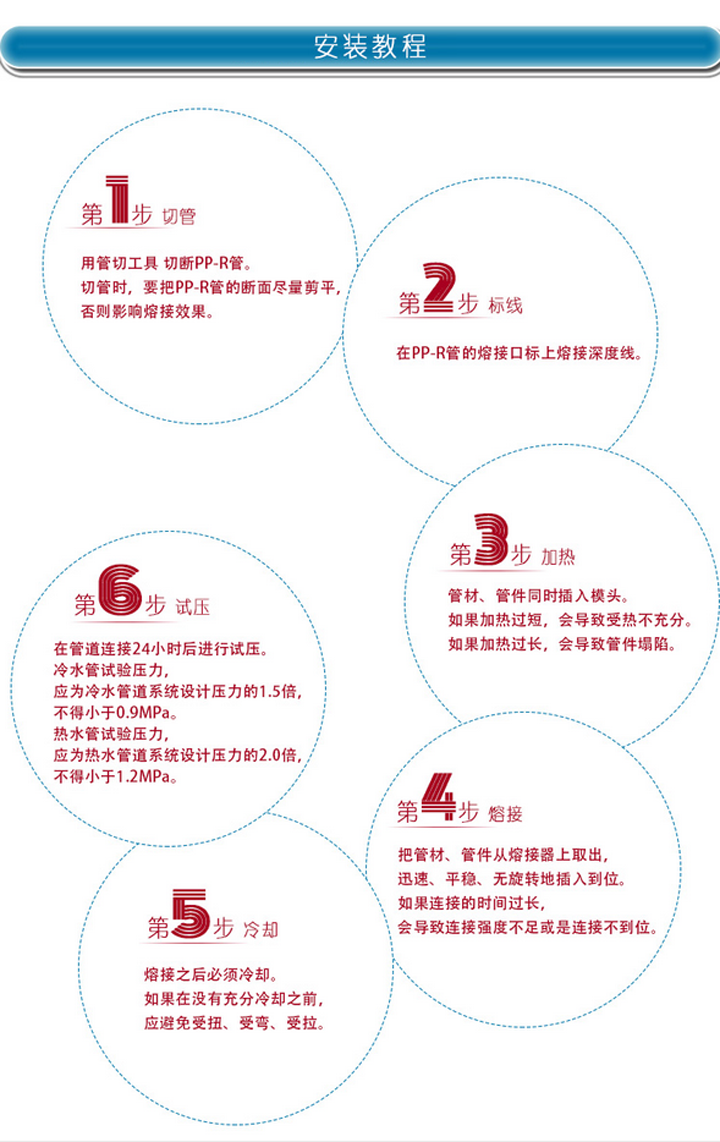 安装教程
第1步 切管
用管切工具 切断PP-R管。
切管时，要把PP-R管的断面尽量剪平，
否则影响熔接效果。
第2步 标线
在PP-R管的熔接口标上熔接深度线。
第3步 加热
管材、管件同时插入模头。
如果加热过短，会导致受热不充分。
如果加热过长，会导致管件塌陷。
第4步 熔接
把管材、管件从熔接器上取出，
迅速、平稳、无旋转地插入到位。
如果连接的时间过长，
会导致连接强度不足或是连接不到位。
第5步 冷却
熔接之后必须冷却。
如果在没有充分冷却之前，
应避免受扭、受弯、受拉。
第6步 试压
在管道连接24小时后进行试压。
冷水管试验压力，
应为冷水管道系统设计压力的1.5倍，
不得小于0.9MPa。
热水管试验压力，
应为热水管道系统设计压力的2.0倍，
不得小于1.2MPa。